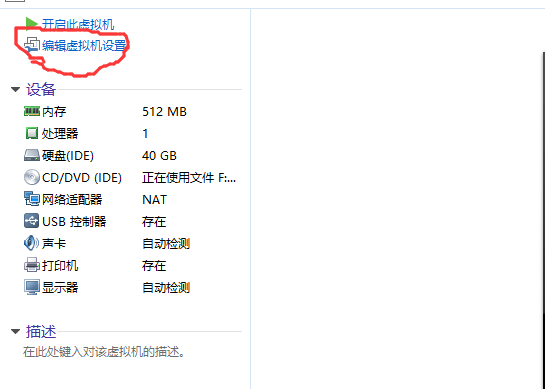 开启此虚拟机
编辑虚拟机设置
设备
内存 512 MB
处理器 1
硬盘(IDE) 40 GB
CD/DVD (IDE) 正在使用文件 F:...
网络适配器 NAT
USB 控制器 存在
声卡 自动检测
打印机 存在
显示器 自动检测
描述
在此处键入对该虚拟机的描述。